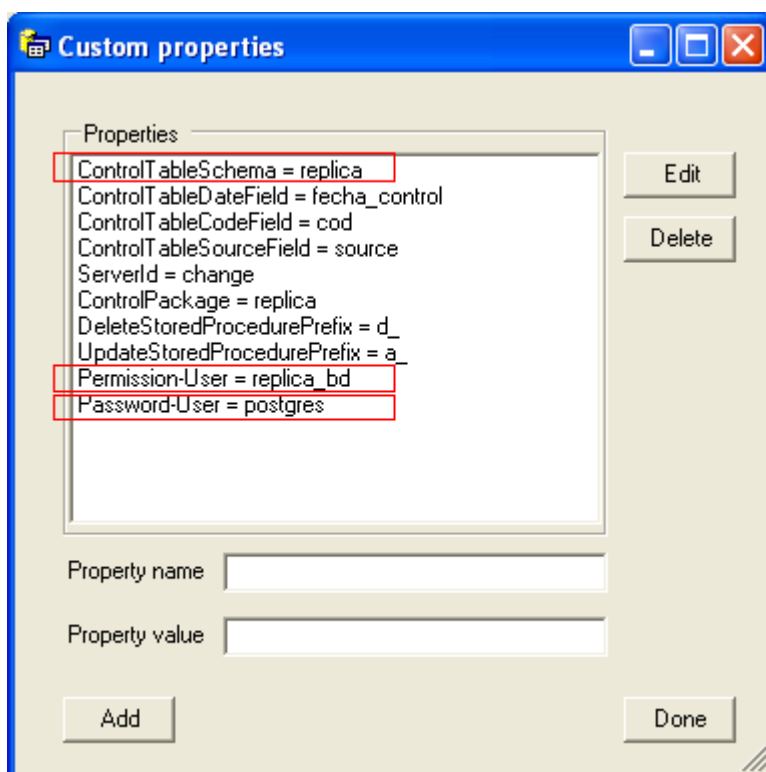 Custom properties
Properties
ControlTableSchema = replica
ControlTableDateField = fecha_control
ControlTableCodeField = cod
ControlTableSourceField = source
ServerId = change
ControlPackage = replica
DeleteStoredProcedurePrefix = d_
UpdateStoredProcedurePrefix = a_
Permission-User = replica_bd
Password-User = postgres
Edit
Delete
Property name
Property value
Add
Done